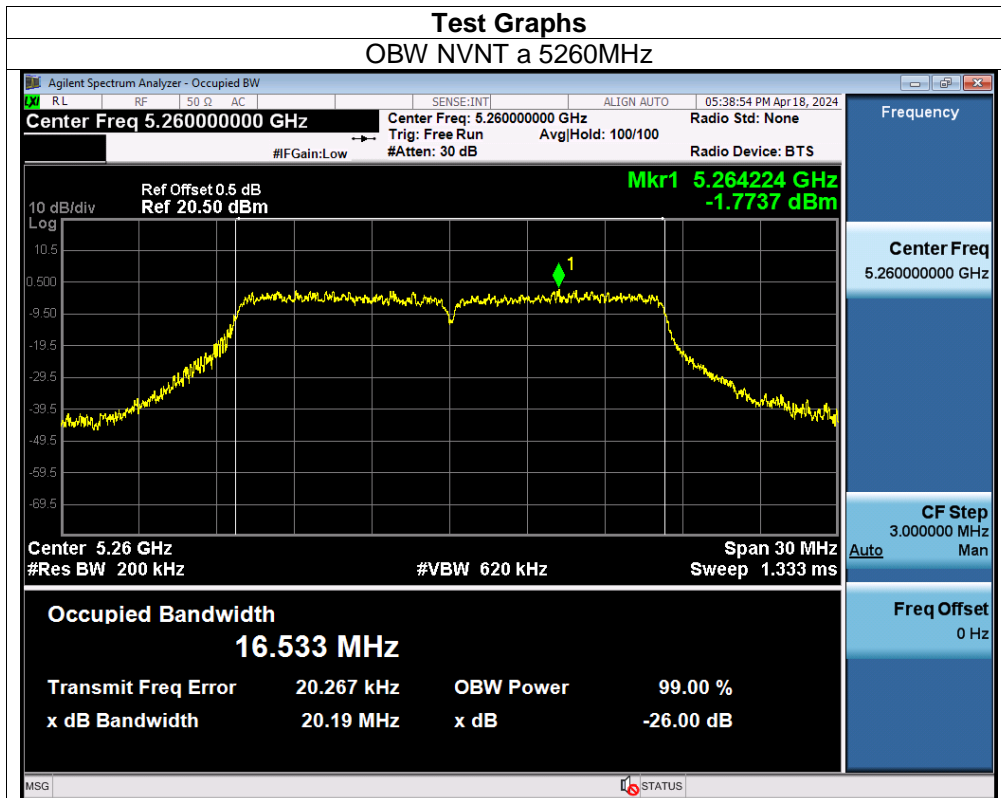 Test Graphs
OBW NVNT a 5260MHz
Agilent Spectrum Analyzer - Occupied BW
LXI RL RF 50 Ω AC SENSE:INT ALIGN AUTO 05:38:54 PM Apr 18, 2024
Center Freq 5.260000000 GHz
Center Freq: 5.260000000 GHz
Radio Std: None
Trig: Free Run Avg|Hold: 100/100
#IFGain:Low #Atten: 30 dB
Radio Device: BTS
Frequency
Mkr1 5.264224 GHz
-1.7737 dBm
Ref Offset 0.5 dB
10 dB/div Ref 20.50 dBm
Log
10.5
0.500
-9.50
-19.5
-29.5
-39.5
-49.5
-59.5
-69.5
1
Center 5.26 GHz Span 30 MHz
#Res BW 200 kHz #VBW 620 kHz Sweep 1.333 ms
Center Freq
5.260000000 GHz
CF Step
3.000000 MHz
Auto Man
Freq Offset
0 Hz
Occupied Bandwidth
16.533 MHz
Transmit Freq Error 20.267 kHz OBW Power 99.00 %
x dB Bandwidth 20.19 MHz x dB -26.00 dB
MSG STATUS